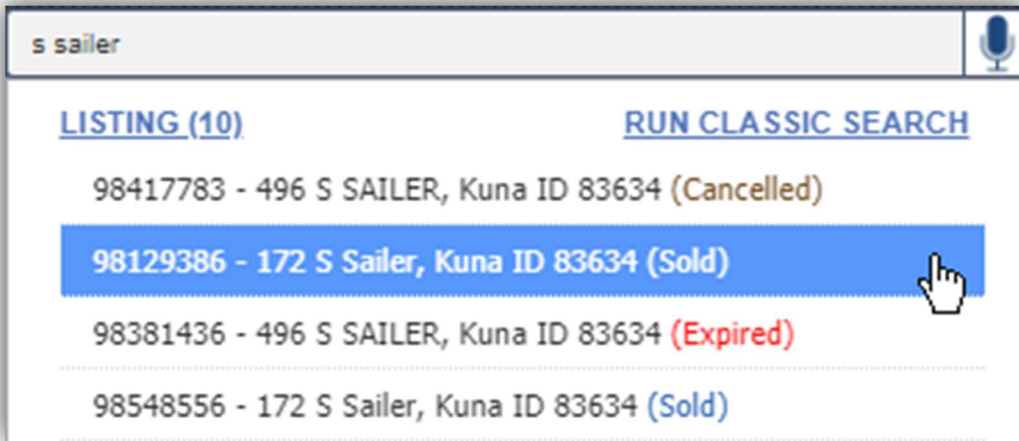 s sailer
LISTING (10) RUN CLASSIC SEARCH
98417783 - 496 S SAILER, Kuna ID 83634 (Cancelled)
98129386 - 172 S Sailer, Kuna ID 83634 (Sold)
98381436 - 496 S SAILER, Kuna ID 83634 (Expired)
98548556 - 172 S Sailer, Kuna ID 83634 (Sold)